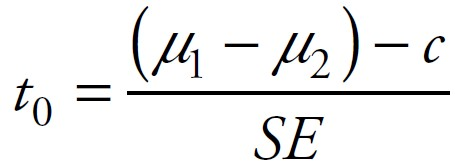 t₀ = ((μ₁ − μ₂) − c) / SE